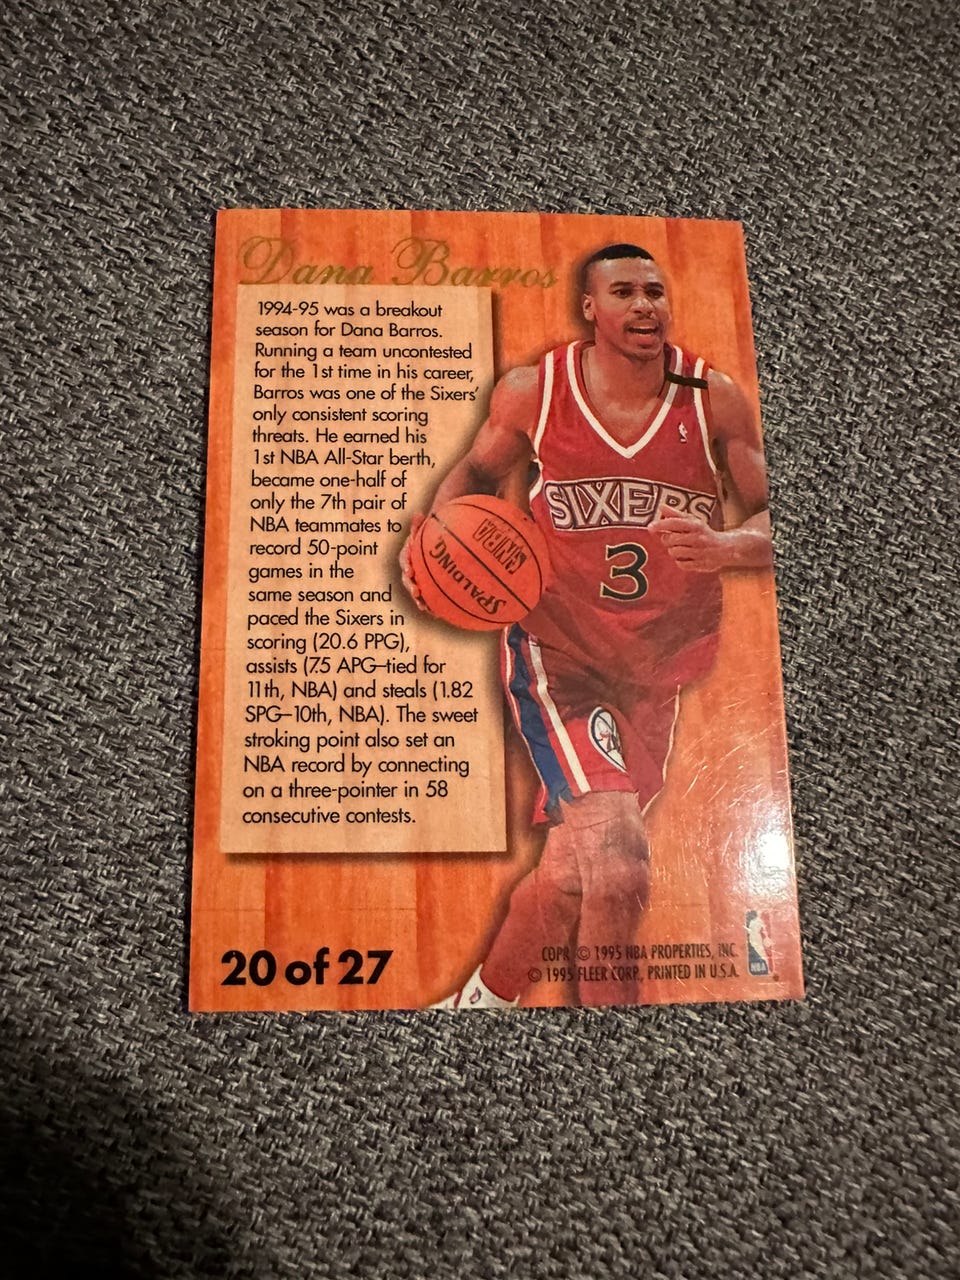 Dana Barros
1994-95 was a breakout
season for Dana Barros.
Running a team uncontested
for the 1st time in his career,
Barros was one of the Sixers'
only consistent scoring
threats. He earned his
1st NBA All-Star berth,
became one-half of
only the 7th pair of
NBA teammates to
record 50-point
games in the
same season and
paced the Sixers in
scoring (20.6 PPG),
assists (7.5 APG–tied for
11th, NBA) and steals (1.82
SPG–10th, NBA). The sweet
stroking point also set an
NBA record by connecting
on a three-pointer in 58
consecutive contests.
SIXERS
3
SPALDING
NBA
20 of 27
COPR. © 1995 NBA PROPERTIES, INC.
© 1995 FLEER CORP., PRINTED IN U.S.A.
NBA